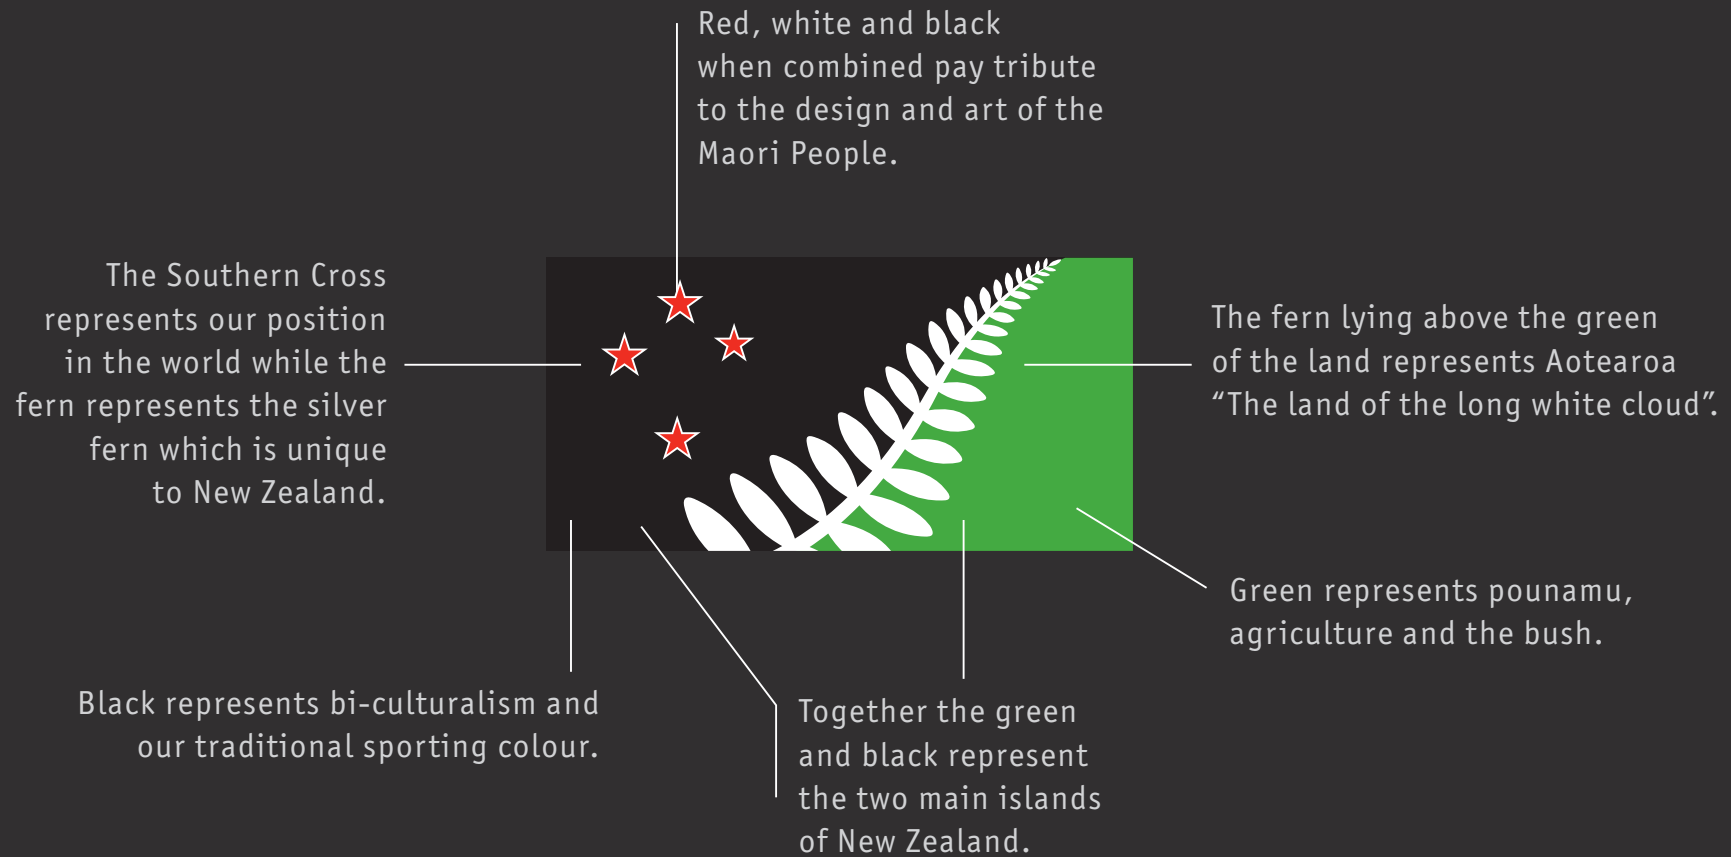 Red, white and black
when combined pay tribute
to the design and art of the
Maori People.
The Southern Cross
represents our position
in the world while the
fern represents the silver
fern which is unique
to New Zealand.
The fern lying above the green
of the land represents Aotearoa
“The land of the long white cloud”.
Green represents pounamu,
agriculture and the bush.
Black represents bi-culturalism and
our traditional sporting colour.
Together the green
and black represent
the two main islands
of New Zealand.